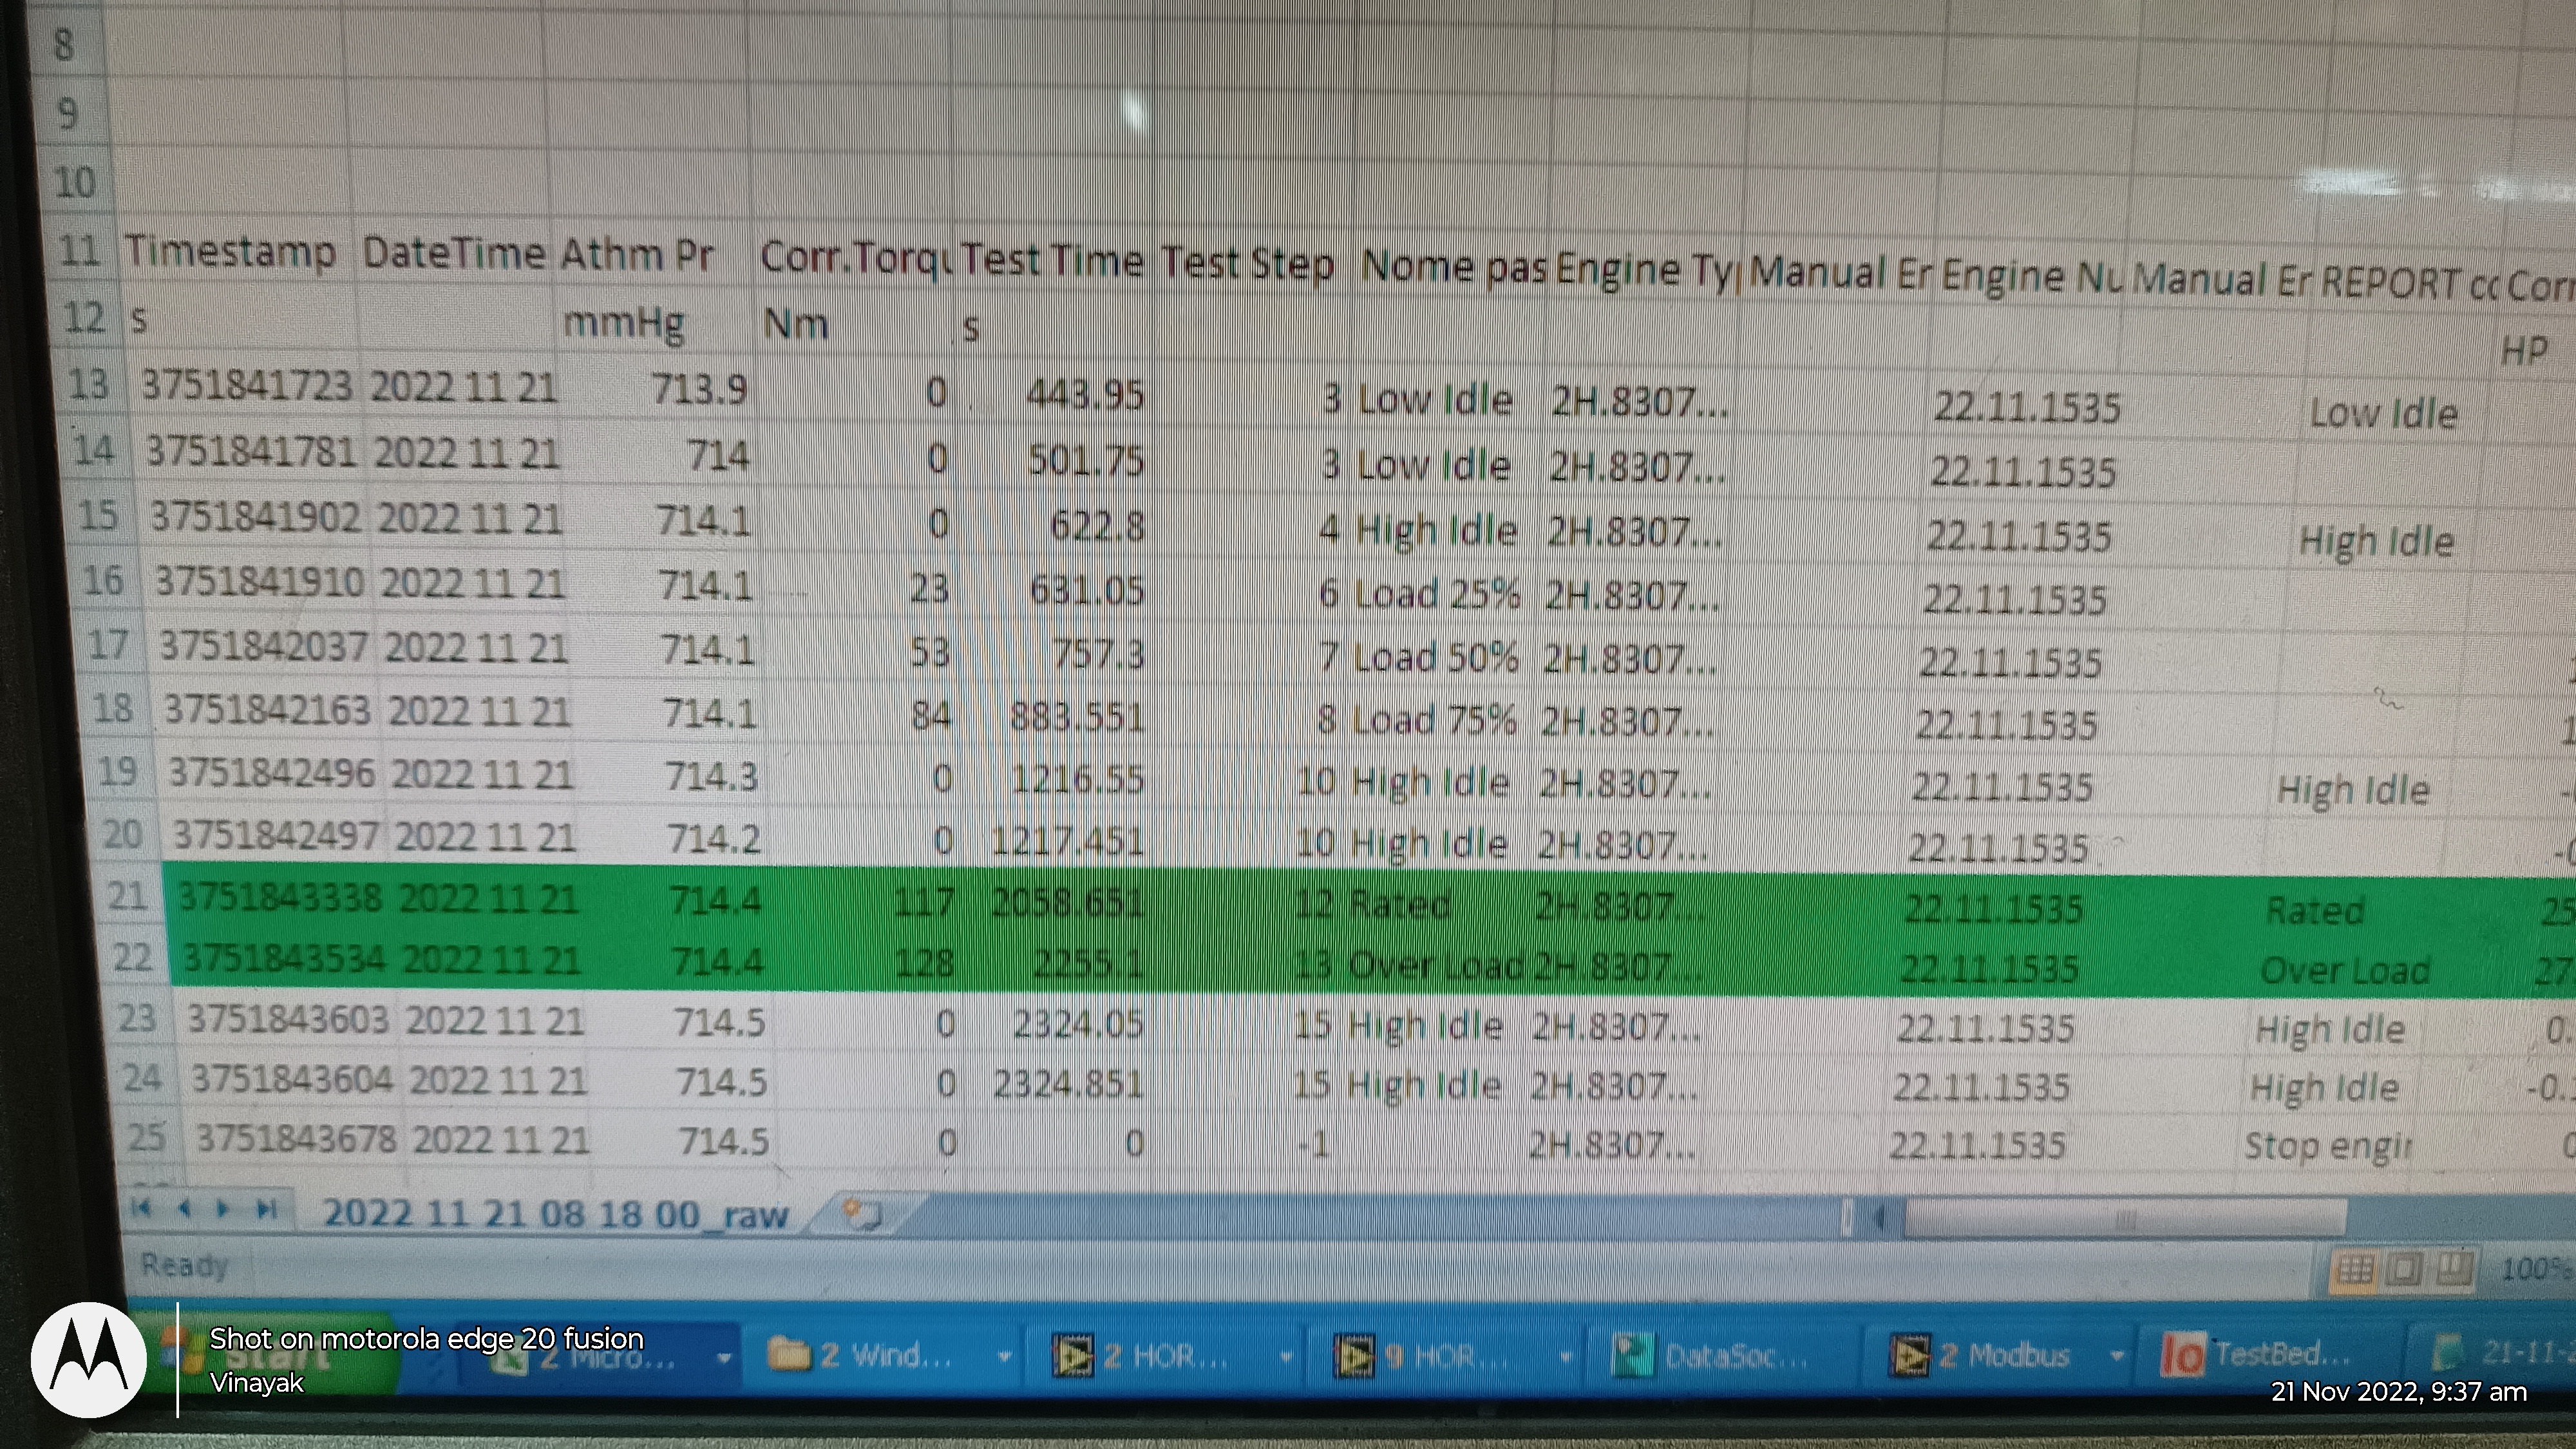 8
9
10
11 Timestamp DateTime Athm Pr Corr.Torqu Test Time Test Step Nome pas Engine Typ Manual Er Engine Nu Manual Er REPORT co Corr
12 s mmHg Nm s HP
13 3751841723 2022 11 21 713.9 0 443.95 3 Low Idle 2H.8307... 22.11.1535 Low Idle
14 3751841781 2022 11 21 714 0 501.75 3 Low Idle 2H.8307... 22.11.1535
15 3751841902 2022 11 21 714.1 0 622.8 4 High Idle 2H.8307... 22.11.1535 High Idle
16 3751841910 2022 11 21 714.1 23 631.05 6 Load 25% 2H.8307... 22.11.1535
17 3751842037 2022 11 21 714.1 53 757.3 7 Load 50% 2H.8307... 22.11.1535 1
18 3751842163 2022 11 21 714.1 84 883.551 8 Load 75% 2H.8307... 22.11.1535 1
19 3751842496 2022 11 21 714.3 0 1216.55 10 High Idle 2H.8307... 22.11.1535 High Idle
20 3751842497 2022 11 21 714.2 0 1217.451 10 High Idle 2H.8307... 22.11.1535
21 3751843338 2022 11 21 714.4 117 2058.651 12 Rated 2H.8307... 22.11.1535 Rated 25
22 3751843534 2022 11 21 714.4 128 2255.1 13 Over Load 2H.8307... 22.11.1535 Over Load 27
23 3751843603 2022 11 21 714.5 0 2324.05 15 High Idle 2H.8307... 22.11.1535 High Idle 0.
24 3751843604 2022 11 21 714.5 0 2324.851 15 High Idle 2H.8307... 22.11.1535 High Idle -0.
25 3751843678 2022 11 21 714.5 0 0 -1 2H.8307... 22.11.1535 Stop engin 0
2022 11 21 08 18 00_raw
Ready 100%
Start 2 Micro... 2 Wind... 2 HOR... 9 HOR... DataSoc... 2 Modbus TestBed... 21-11-2
Shot on motorola edge 20 fusion
Vinayak
21 Nov 2022, 9:37 am